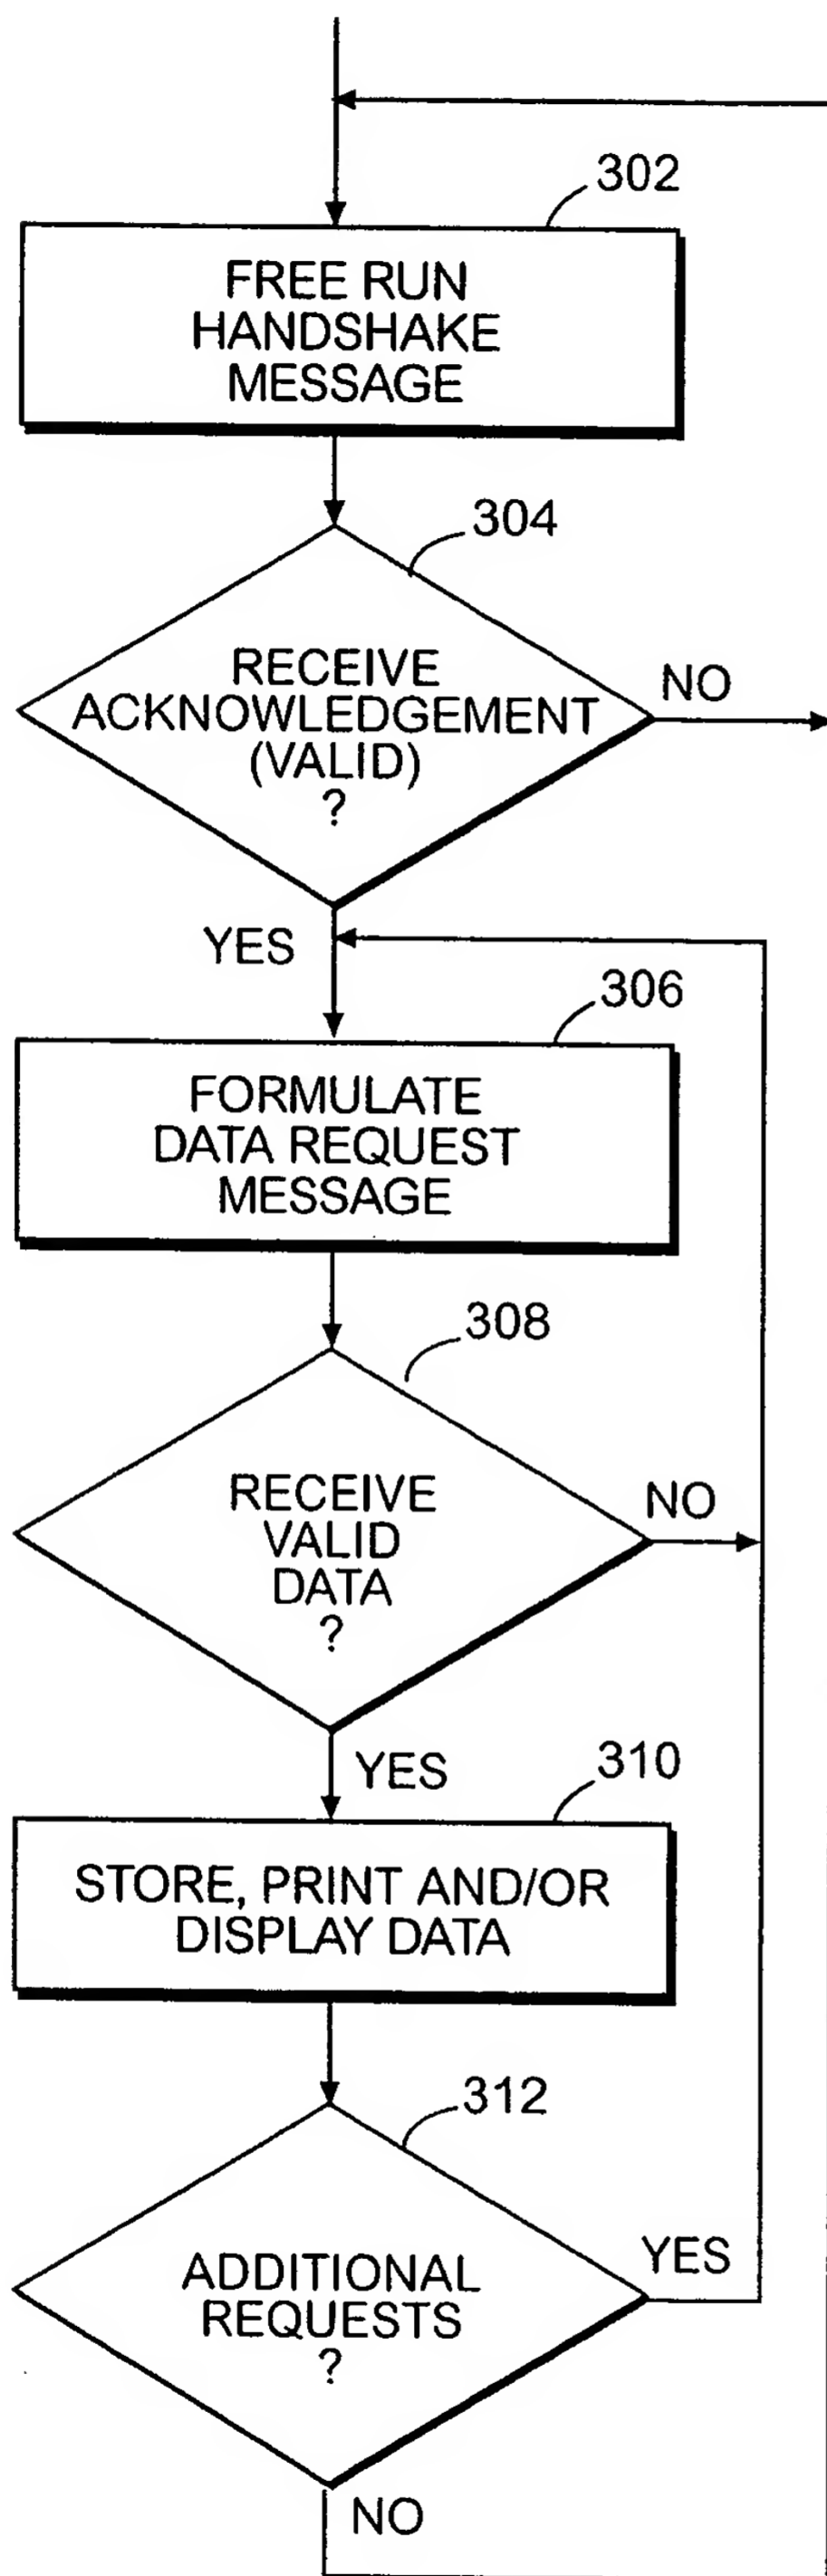 302
FREE RUN
HANDSHAKE
MESSAGE
304
RECEIVE
ACKNOWLEDGEMENT
(VALID)
?
NO
YES
306
FORMULATE
DATA REQUEST
MESSAGE
308
RECEIVE
VALID
DATA
?
NO
YES
310
STORE, PRINT AND/OR
DISPLAY DATA
312
ADDITIONAL
REQUESTS
?
YES
NO